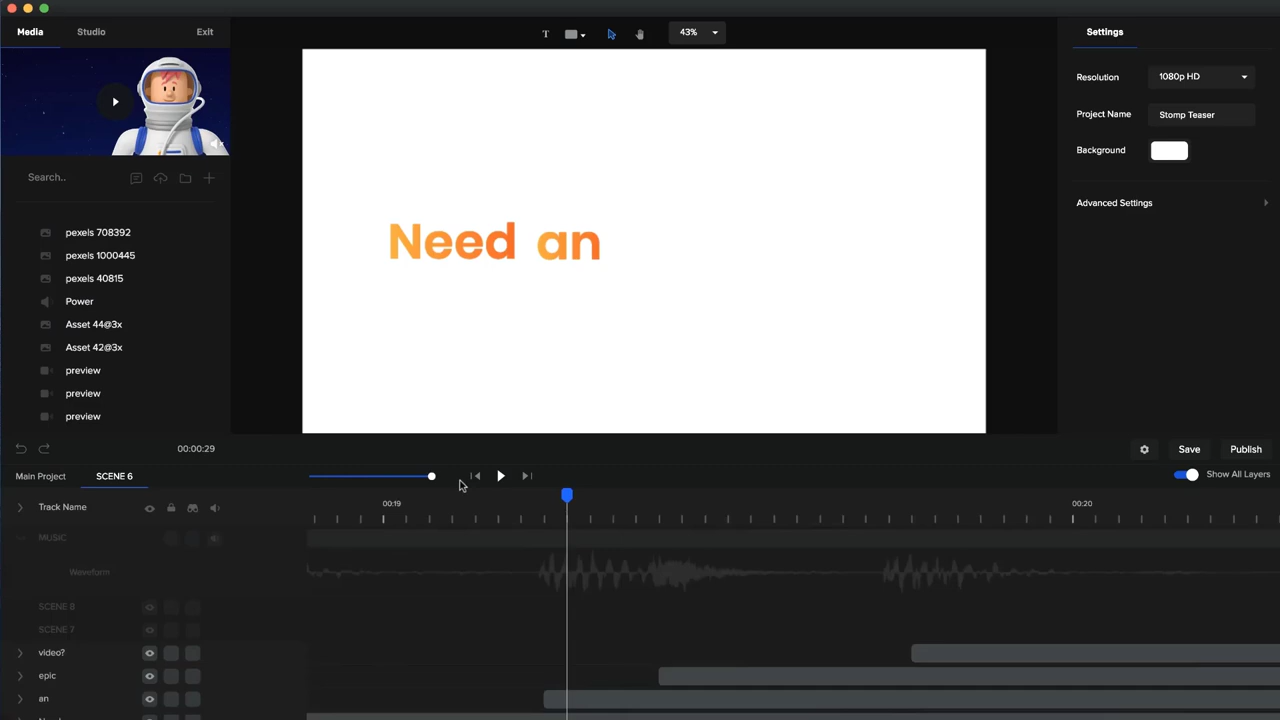 Media Studio Exit
T 43%
Settings
Resolution 1080p HD
Project Name Stomp Teaser
Background
Advanced Settings
Search..
pexels 708392
pexels 1000445
pexels 40815
Power
Asset 44@3x
Asset 42@3x
preview
preview
preview
Need an
00:00:29
Save Publish
Main Project SCENE 6
Show All Layers
Track Name
00:19 00:20
MUSIC
Waveform
SCENE 8
SCENE 7
video?
epic
an